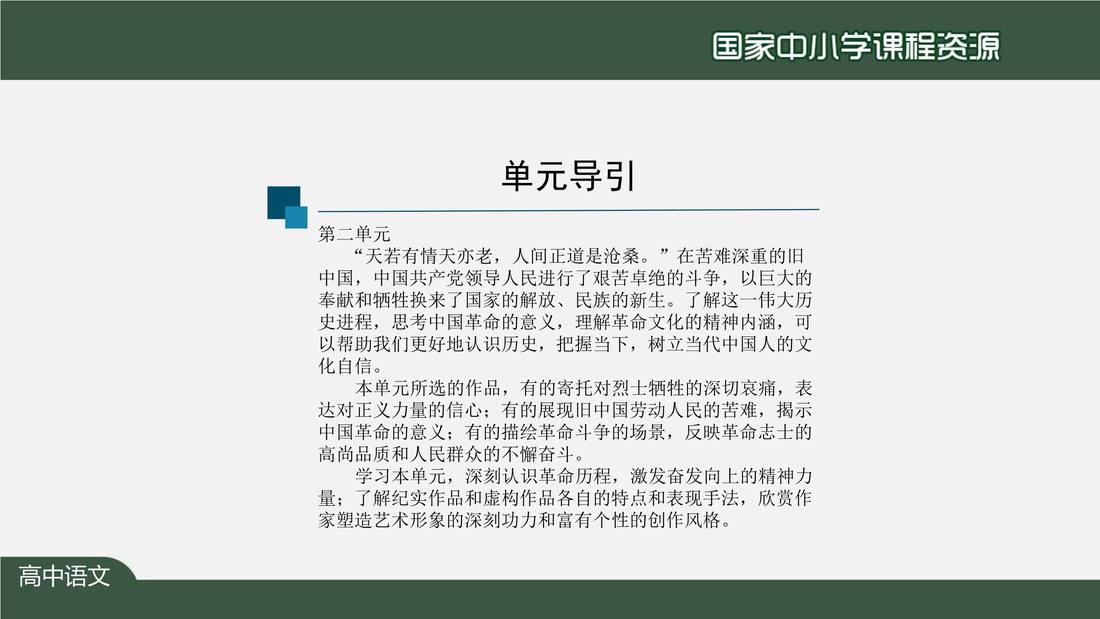 国家中小学课程资源
单元导引
第二单元
“天若有情天亦老，人间正道是沧桑。”在苦难深重的旧
中国，中国共产党领导人民进行了艰苦卓绝的斗争，以巨大的
奉献和牺牲换来了国家的解放、民族的新生。了解这一伟大历
史进程，思考中国革命的意义，理解革命文化的精神内涵，可
以帮助我们更好地认识历史，把握当下，树立当代中国人的文
化自信。
本单元所选的作品，有的寄托对烈士牺牲的深切哀痛，表
达对正义力量的信心；有的展现旧中国劳动人民的苦难，揭示
中国革命的意义；有的描绘革命斗争的场景，反映革命志士的
高尚品质和人民群众的不懈奋斗。
学习本单元，深刻认识革命历程，激发奋发向上的精神力
量；了解纪实作品和虚构作品各自的特点和表现手法，欣赏作
家塑造艺术形象的深刻功力和富有个性的创作风格。
高中语文